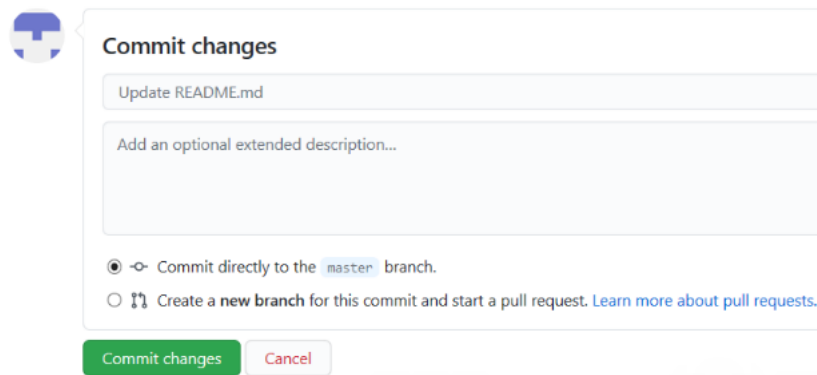 Commit changes
Update README.md
Add an optional extended description...
Commit directly to the master branch.
Create a new branch for this commit and start a pull request. Learn more about pull requests.
Commit changes Cancel